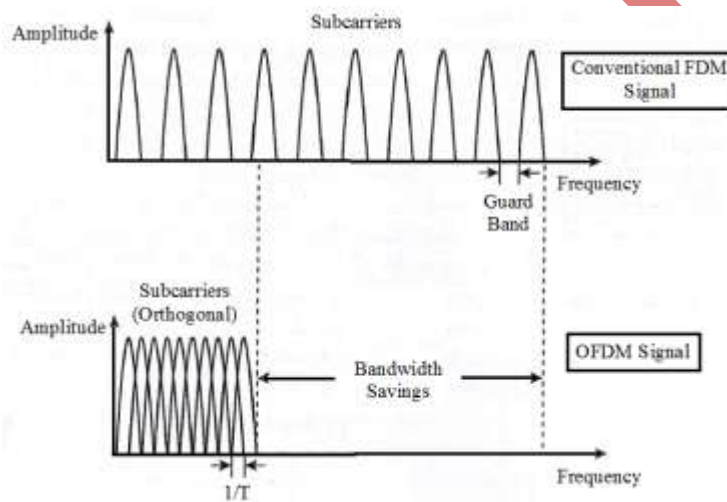 Subcarriers
Amplitude
Conventional FDM
Signal
Frequency
Guard
Band
Subcarriers
(Orthogonal)
Amplitude
OFDM Signal
Bandwidth
Savings
Frequency
1/T